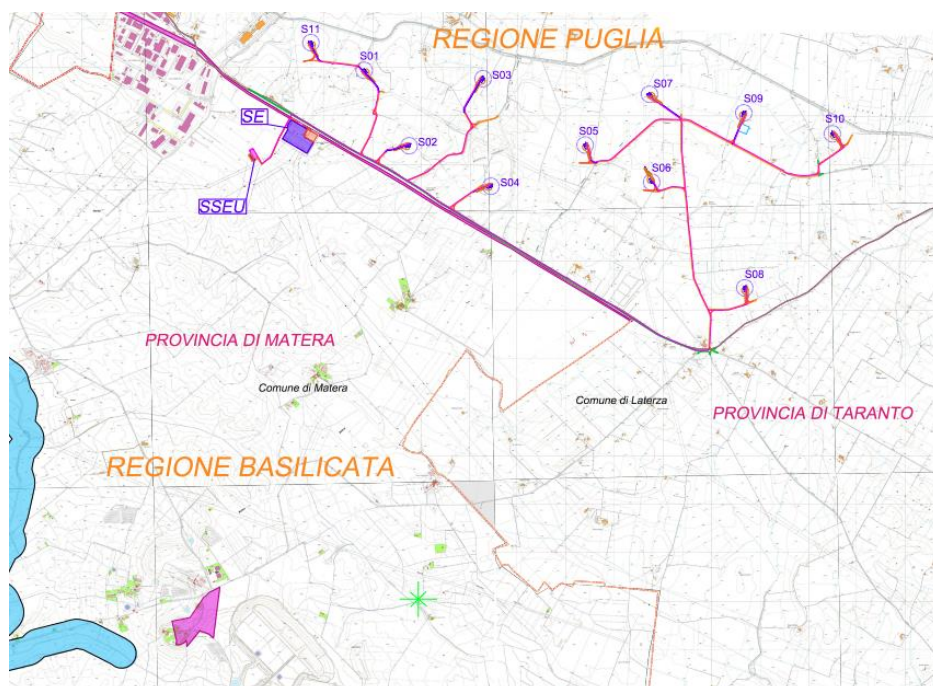 S11
REGIONE PUGLIA
S01
S03
S07
S09
S10
SE
S02
S05
S06
S04
SSEU
S08
PROVINCIA DI MATERA
Comune di Matera
Comune di Laterza
PROVINCIA DI TARANTO
REGIONE BASILICATA